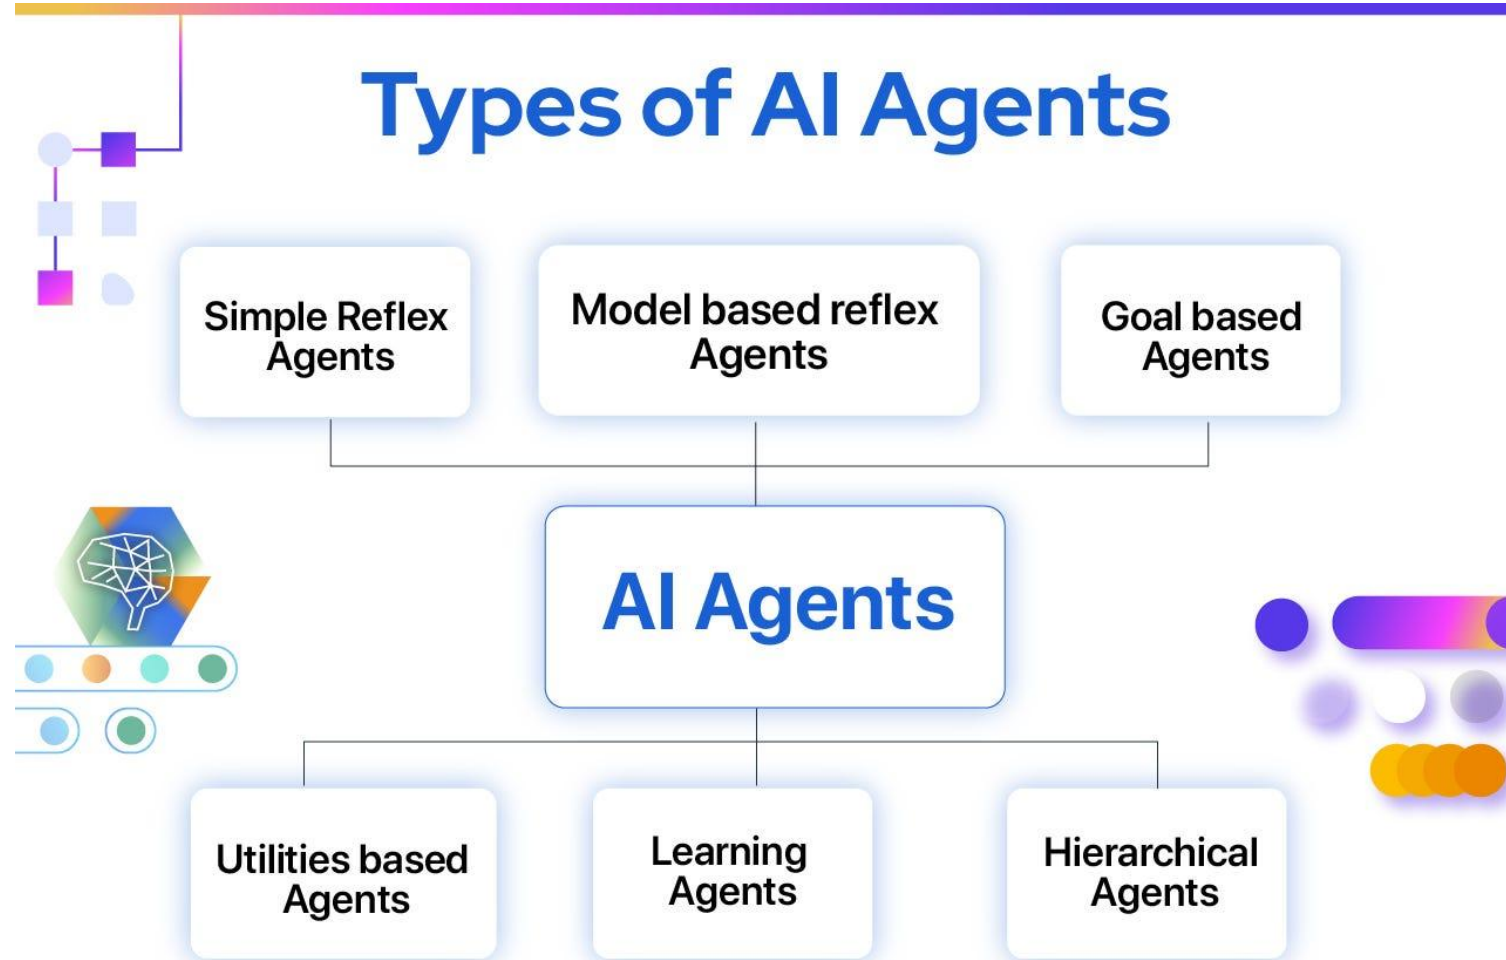 Types of AI Agents
Simple Reflex
Agents
Model based reflex
Agents
Goal based
Agents
AI Agents
Utilities based
Agents
Learning
Agents
Hierarchical
Agents